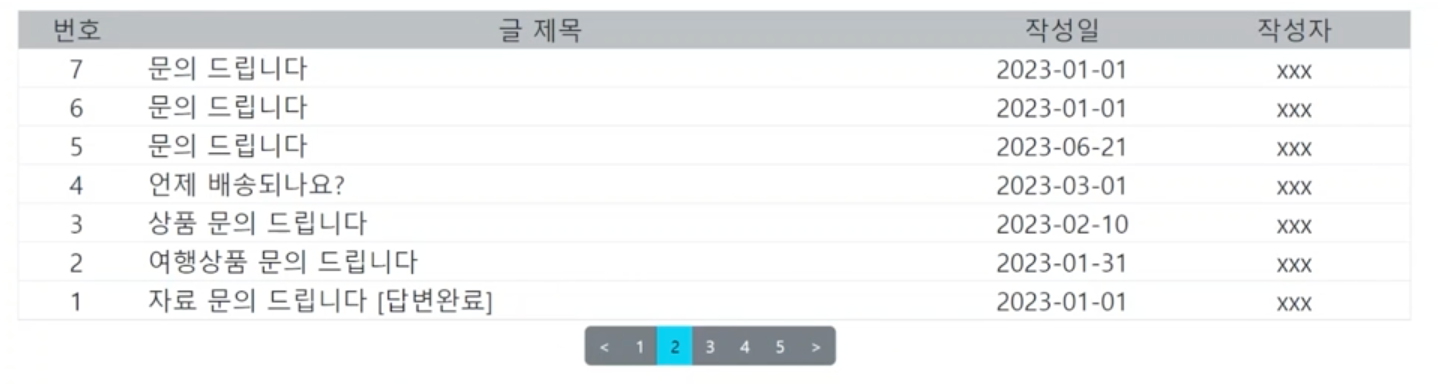 번호 글 제목 작성일 작성자
7 문의 드립니다 2023-01-01 xxx
6 문의 드립니다 2023-01-01 xxx
5 문의 드립니다 2023-06-21 xxx
4 언제 배송되나요? 2023-03-01 xxx
3 상품 문의 드립니다 2023-02-10 xxx
2 여행상품 문의 드립니다 2023-01-31 xxx
1 자료 문의 드립니다 [답변완료] 2023-01-01 xxx
< 1 2 3 4 5 >